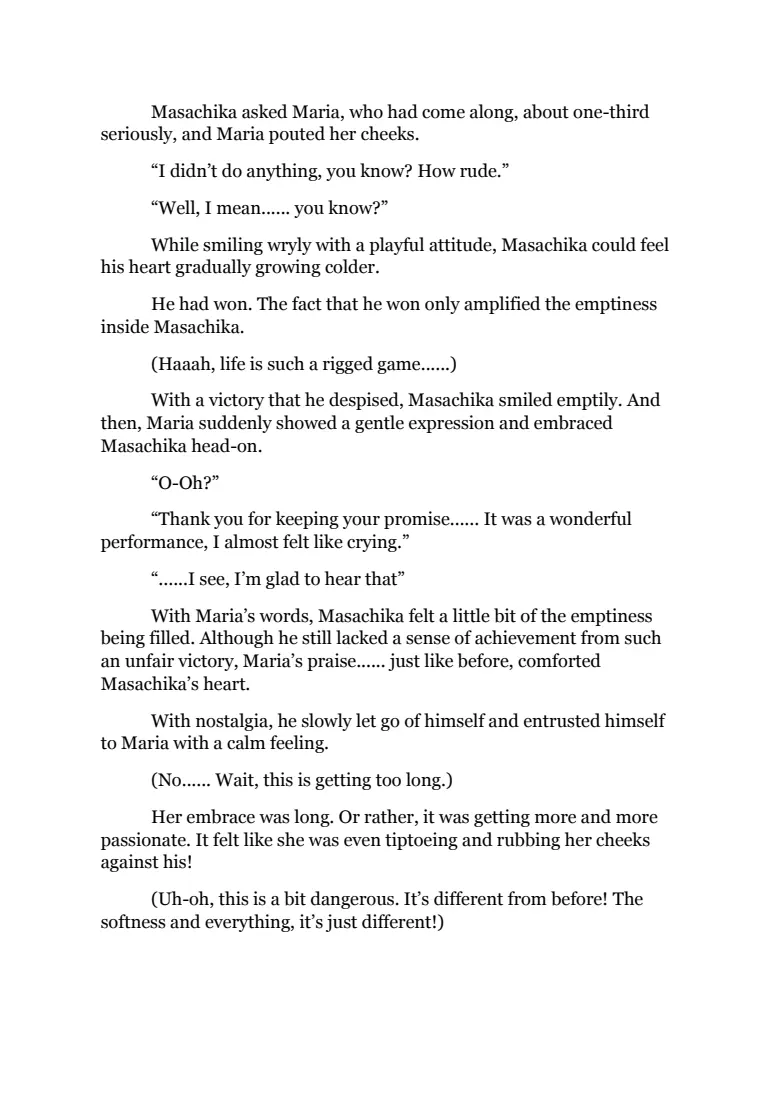 Masachika asked Maria, who had come along, about one-third
seriously, and Maria pouted her cheeks.
“I didn’t do anything, you know? How rude.”
“Well, I mean...... you know?”
While smiling wryly with a playful attitude, Masachika could feel
his heart gradually growing colder.
He had won. The fact that he won only amplified the emptiness
inside Masachika.
(Haaah, life is such a rigged game......)
With a victory that he despised, Masachika smiled emptily. And
then, Maria suddenly showed a gentle expression and embraced
Masachika head-on.
“O-Oh?”
“Thank you for keeping your promise...... It was a wonderful
performance, I almost felt like crying.”
“......I see, I’m glad to hear that”
With Maria’s words, Masachika felt a little bit of the emptiness
being filled. Although he still lacked a sense of achievement from such
an unfair victory, Maria’s praise...... just like before, comforted
Masachika’s heart.
With nostalgia, he slowly let go of himself and entrusted himself
to Maria with a calm feeling.
(No...... Wait, this is getting too long.)
Her embrace was long. Or rather, it was getting more and more
passionate. It felt like she was even tiptoeing and rubbing her cheeks
against his!
(Uh-oh, this is a bit dangerous. It’s different from before! The
softness and everything, it’s just different!)